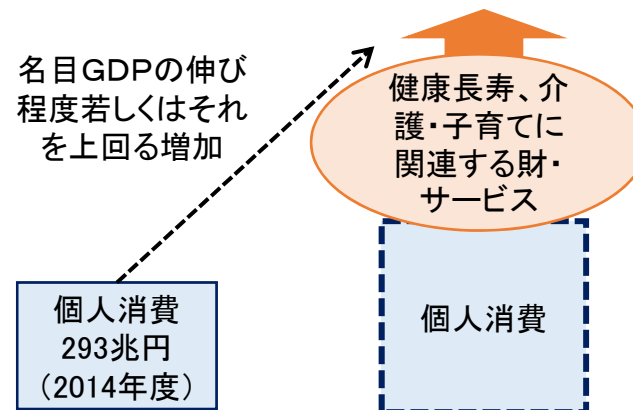 名目GDPの伸び
程度若しくはそれ
を上回る増加
健康長寿、介
護・子育てに
関連する財・
サービス
個人消費
293兆円
（2014年度）
個人消費